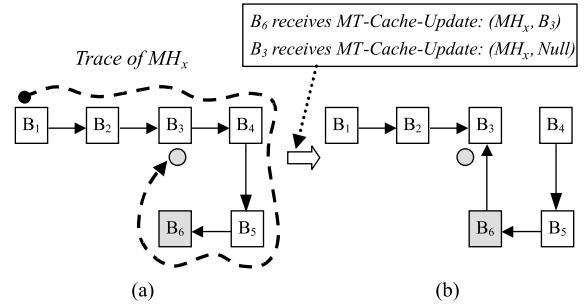 B₆ receives MT-Cache-Update: (MHₓ, B₃)
B₃ receives MT-Cache-Update: (MHₓ, Null)
Trace of MHₓ
B₁ B₂ B₃ B₄
B₆ B₅
(a)
B₁ B₂ B₃ B₄
B₆ B₅
(b)